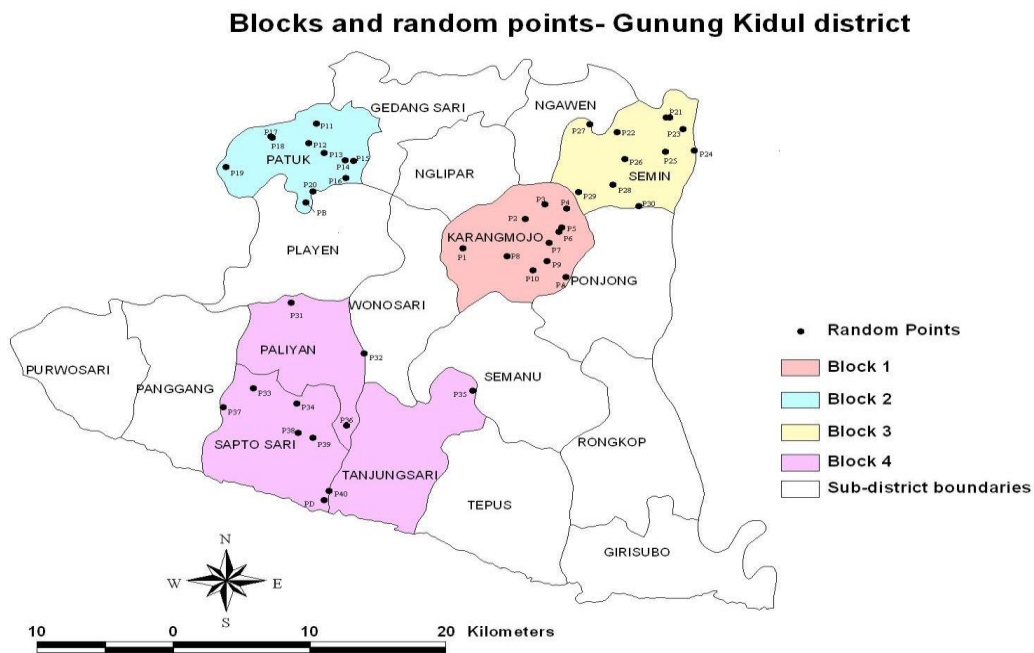 Blocks and random points- Gunung Kidul district
GEDANG SARI
NGAWEN
P21
P17
P11
P27
P22
P23
P18
P12
P13
P15
P24
PATUK
P14
P26
P25
P19
P16
NGLIPAR
SEMIN
P20
P28
P29
P3
P4
P30
PB
P2
P5
KARANGMOJO
P6
PLAYEN
P1
P7
P8
P9
P10
PA
PONJONG
WONOSARI
P31
Random Points
PALIYAN
P32
PURWOSARI
SEMANU
Block 1
PANGGANG
P33
P35
P34
Block 2
P37
P36
P38
Block 3
SAPTO SARI
P39
RONGKOP
Block 4
TANJUNGSARI
Sub-district boundaries
P40
PD
TEPUS
GIRISUBO
N
W
E
S
10 0 10 20 Kilometers